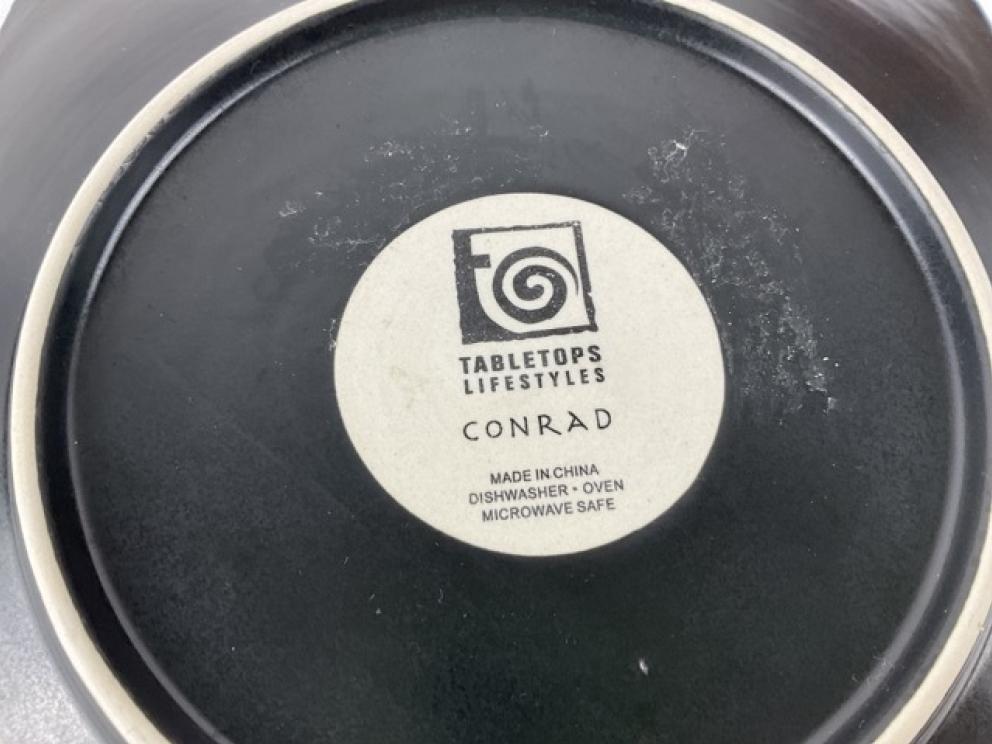 TABLETOPS
LIFESTYLES
CONRAD
MADE IN CHINA
DISHWASHER • OVEN
MICROWAVE SAFE